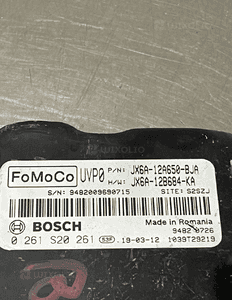 FoMoCo UVP0 P/N: JX6A-12A650-BJA
H/W: JX6A-12B684-KA
S/N: 9482009690715 SITE: S2SZJ
BOSCH Made in Romania
9482 0726
0 261 S20 261 19-03-12 1039T29219